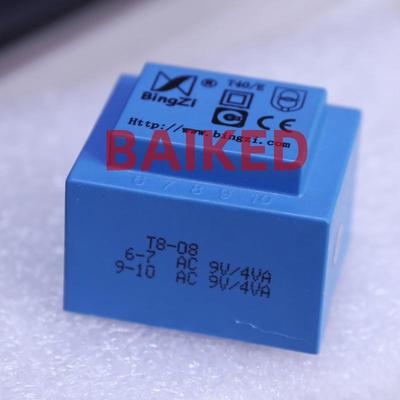 ® T40/E
BingZi
CE
Http://www.bingzi.com
BAIKED
6 7 8 9 10
T8-08
6-7 AC 9V/4VA
9-10 AC 9V/4VA